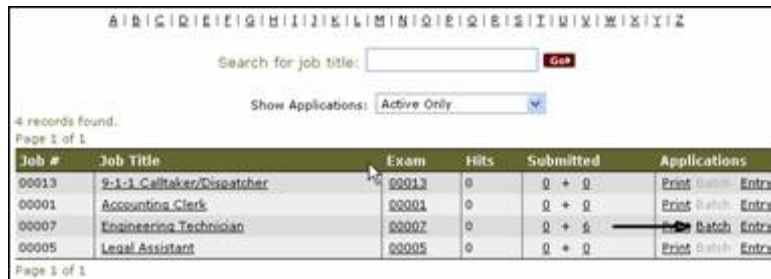 A | B | C | D | E | F | G | H | I | J | K | L | M | N | O | P | Q | R | S | T | U | V | W | X | Y | Z
Search for job title: Go
Show Applications: Active Only
4 records found.
Page 1 of 1
Job # Job Title Exam Hits Submitted Applications
00013 9-1-1 Calltaker/Dispatcher 00013 0 0 + 0 Print Batch Entry
00001 Accounting Clerk 00001 0 0 + 0 Print Batch Entry
00007 Engineering Technician 00007 0 0 + 6 Batch Entry
00005 Legal Assistant 00005 0 0 + 0 Print Batch Entry
Page 1 of 1